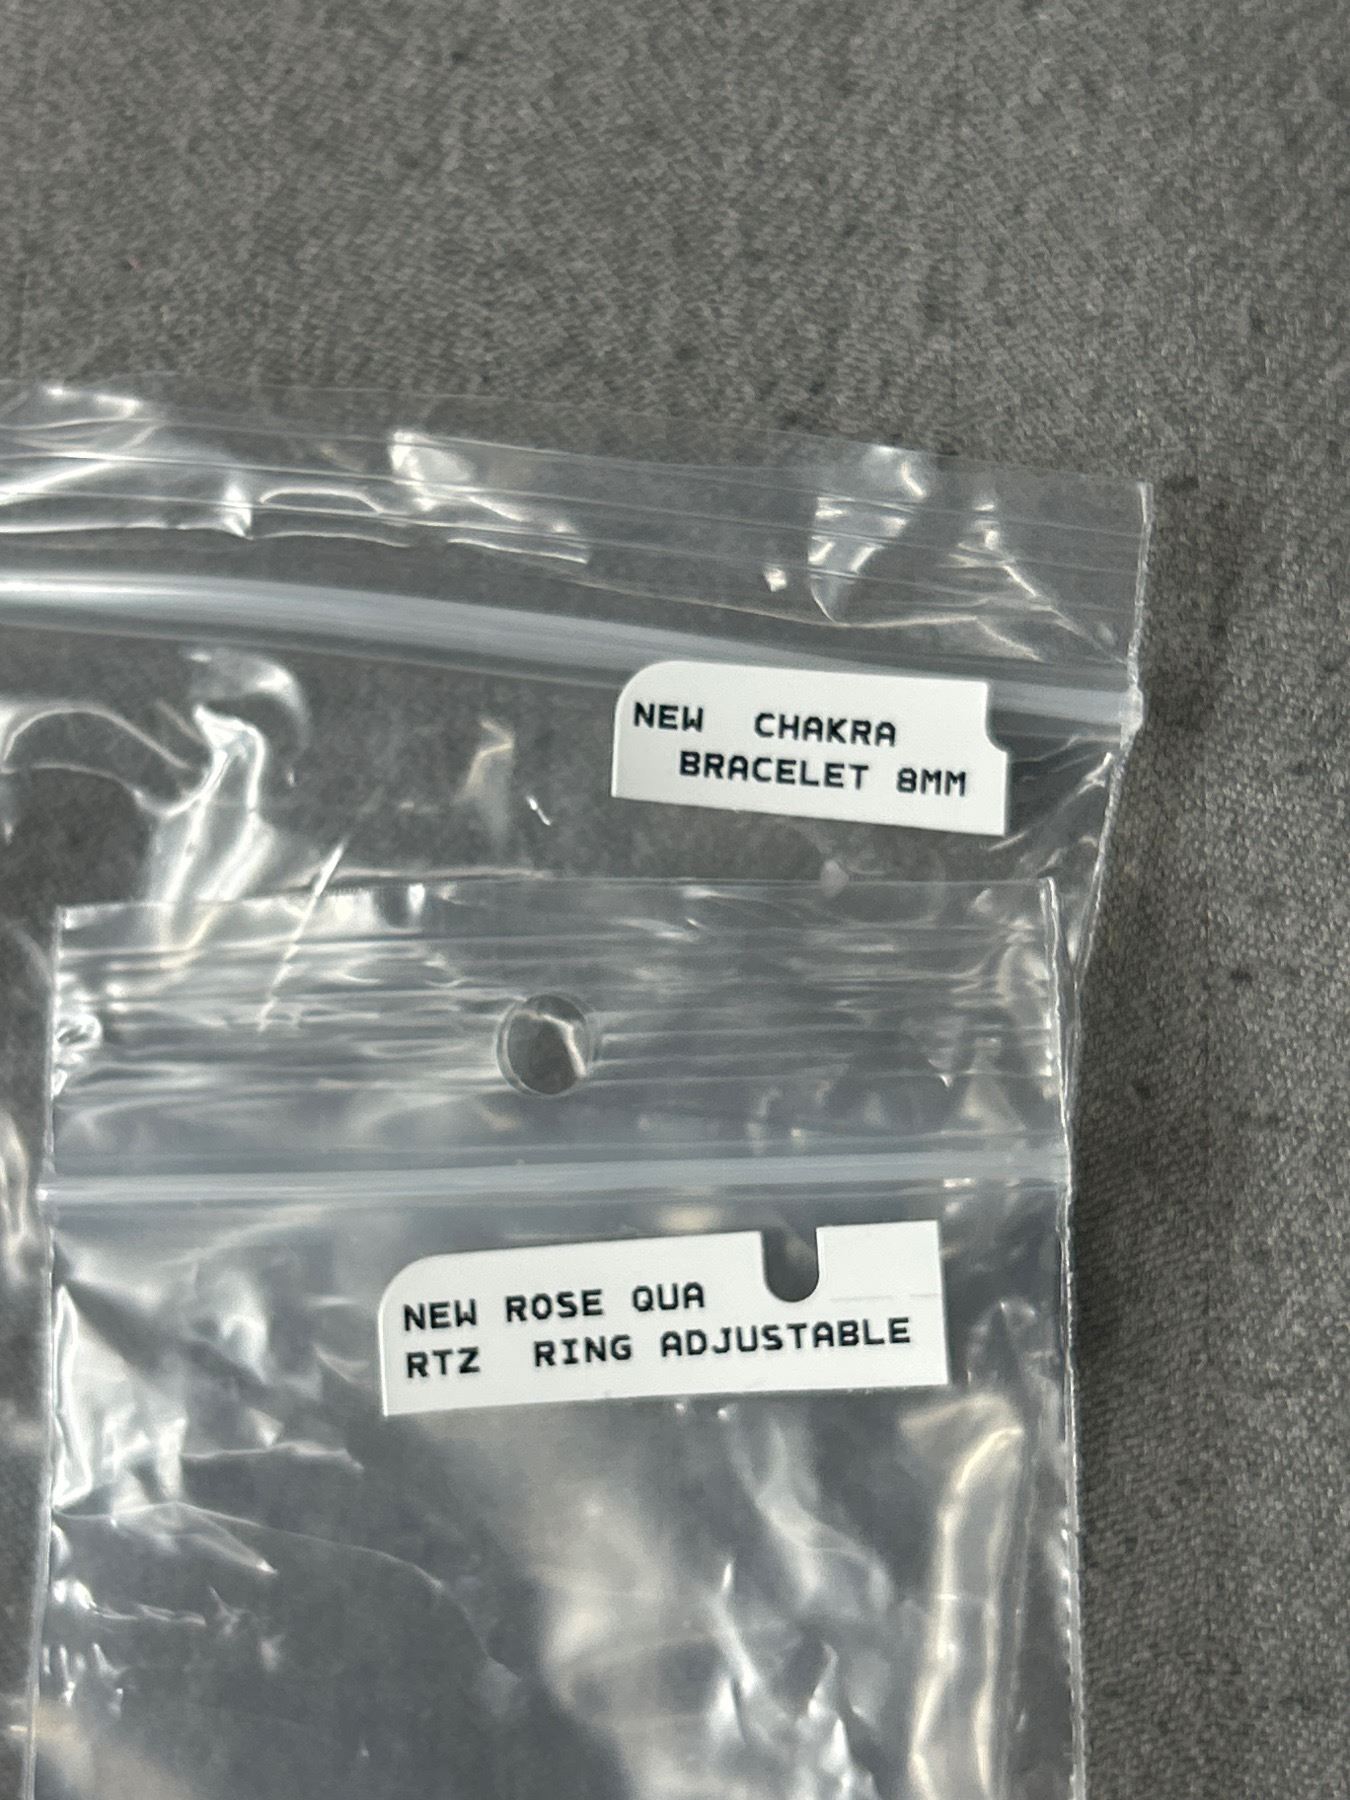 NEW CHAKRA
BRACELET 8MM
NEW ROSE QUA
RTZ RING ADJUSTABLE